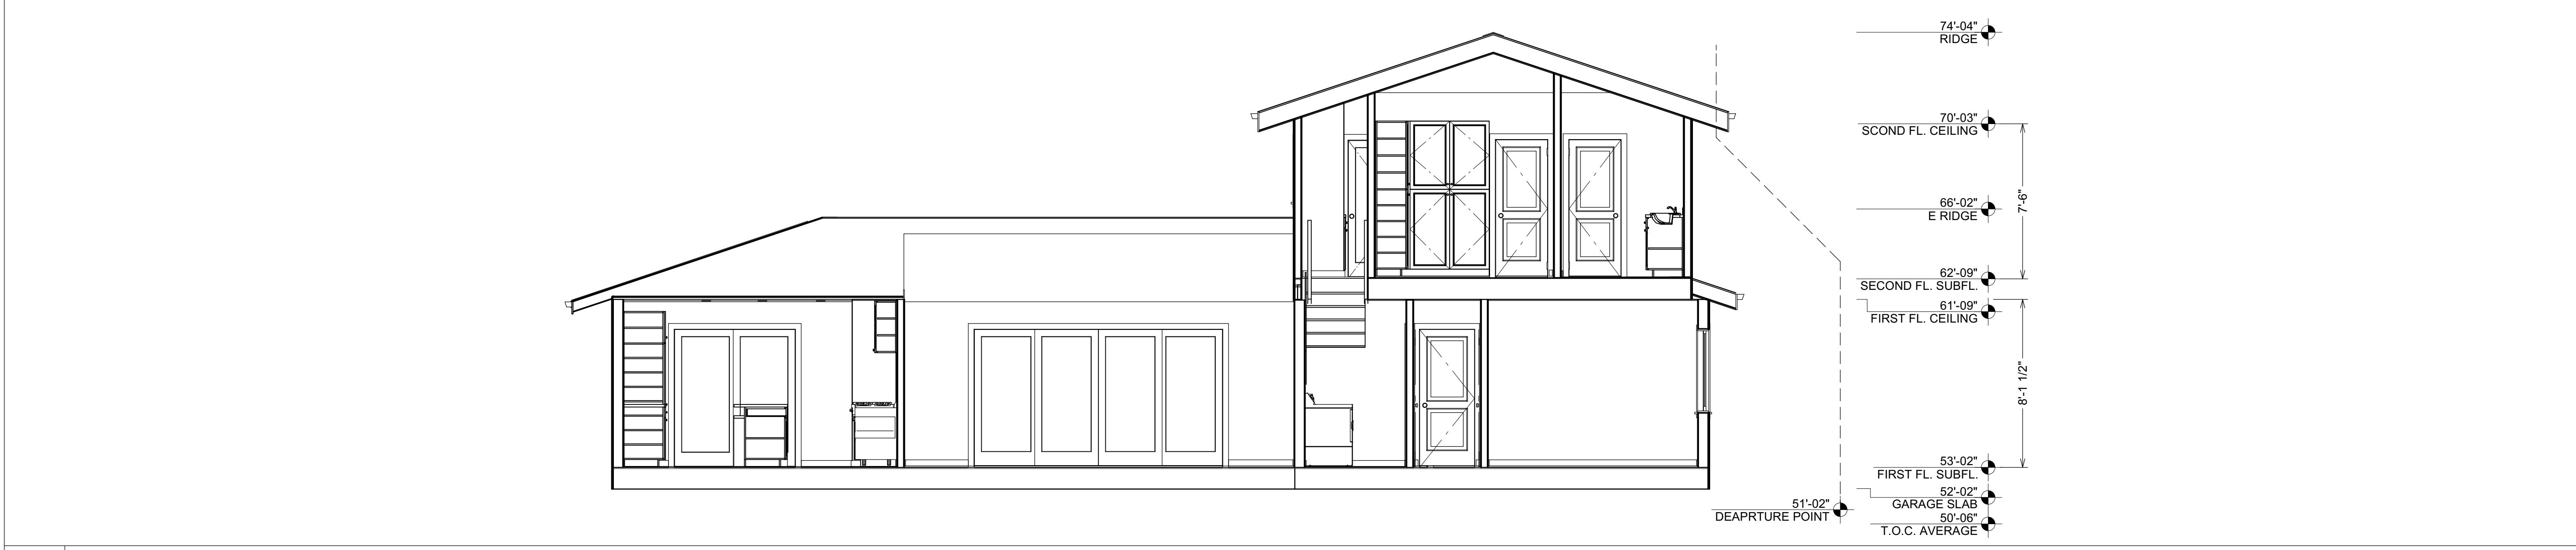 74'-04"
RIDGE
70'-03"
SCOND FL. CEILING
7'-6"
66'-02"
E RIDGE
62'-09"
SECOND FL. SUBFL.
61'-09"
FIRST FL. CEILING
8'-1 1/2"
53'-02"
FIRST FL. SUBFL.
52'-02"
GARAGE SLAB
51'-02"
DEAPRTURE POINT
50'-06"
T.O.C. AVERAGE